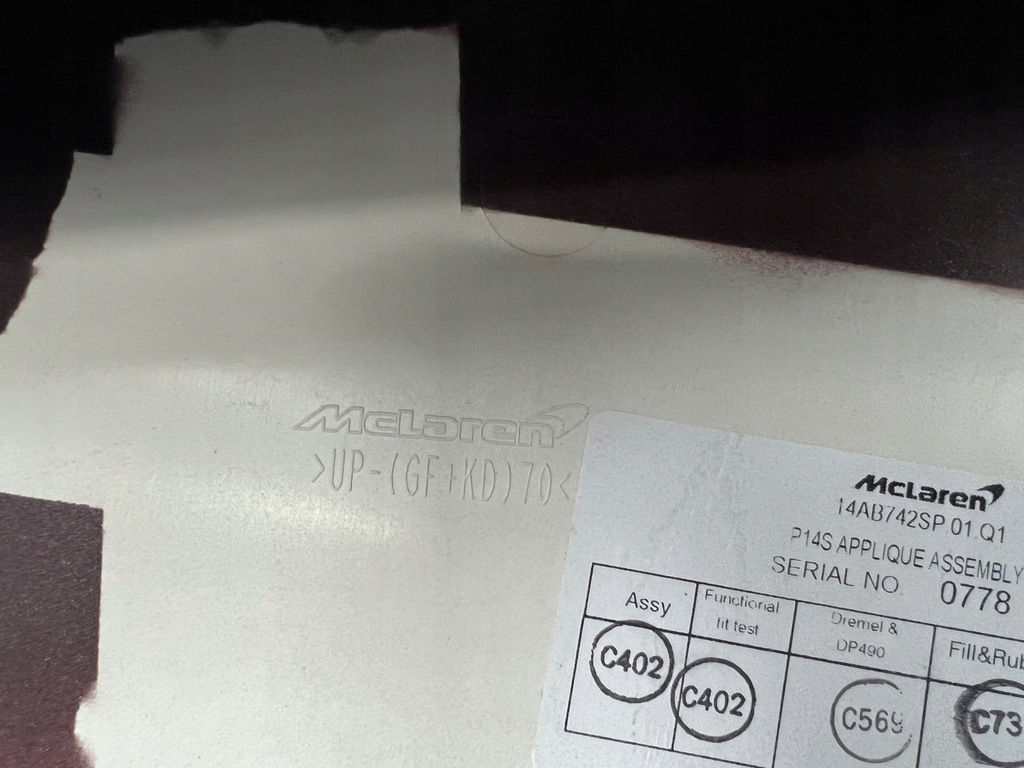 McLaren
>UP-(GF+KD)70<
McLaren
14AB742SP.01.Q1
P14S APPLIQUE ASSEMBLY
SERIAL NO. 0778
Assy
Functional
fit test
Dremel &
DP490
Fill&Rub
C402
C402
C569
C73